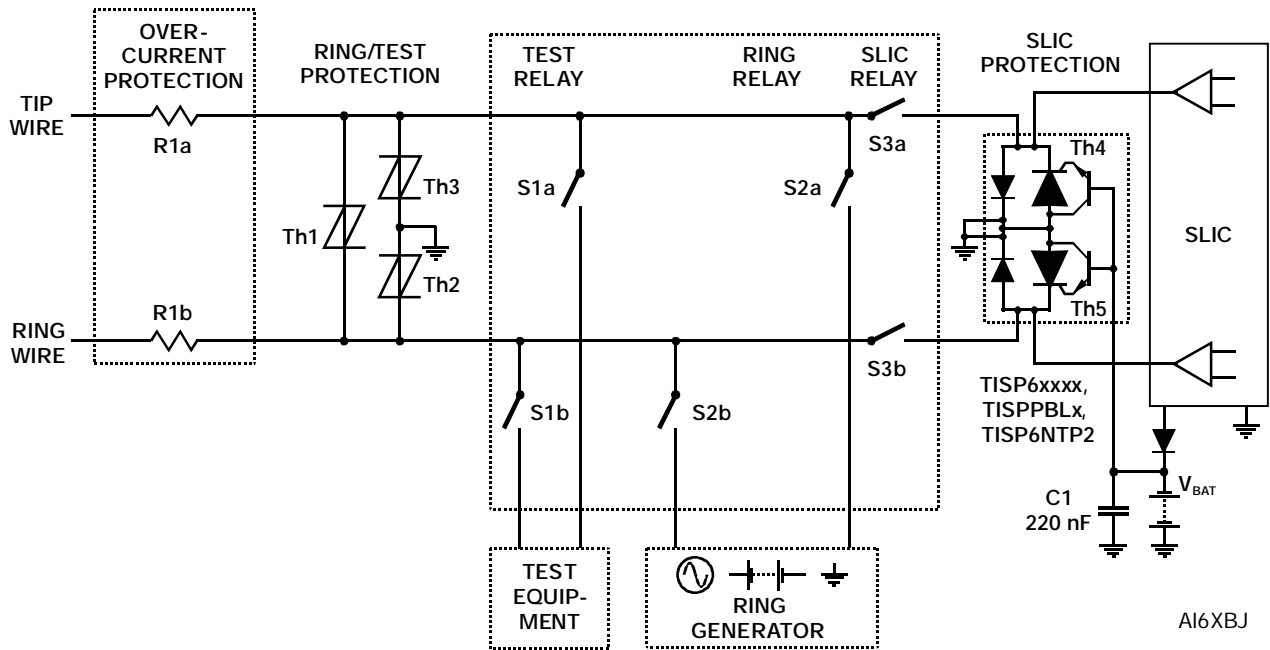 OVER-
CURRENT
PROTECTION
RING/TEST
PROTECTION
TEST
RELAY
RING
RELAY
SLIC
RELAY
SLIC
PROTECTION
TIP
WIRE
R1a
S3a
Th4
Th3
S1a
S2a
Th1
SLIC
Th2
R1b
Th5
RING
WIRE
S3b
TISP6xxxx,
TISPPBLx,
TISP6NTP2
S1b
S2b
C1
220 nF
VBAT
TEST
EQUIP-
MENT
RING
GENERATOR
AI6XBJ